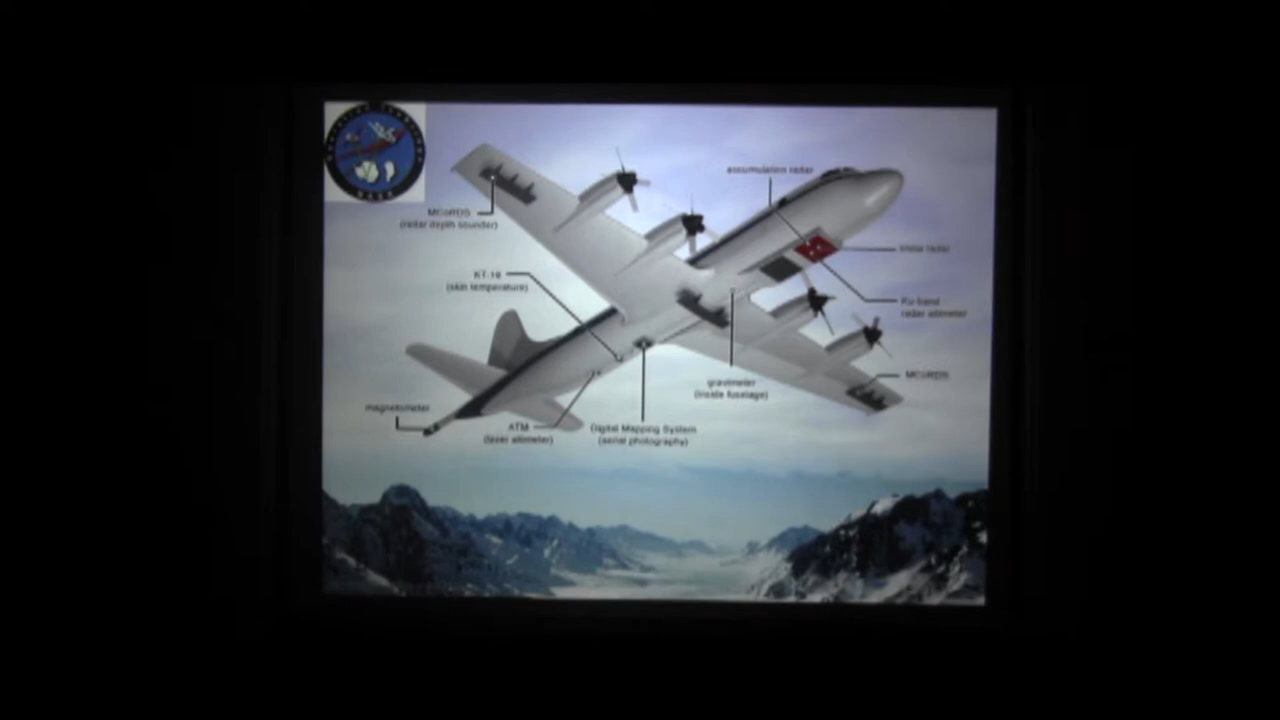 accumulation radar
MCoRDS
(radar depth sounder)
snow radar
KT-19
(skin temperature)
Ku-band
radar altimeter
MCoRDS
gravimeter
(inside fuselage)
magnetometer
ATM
(laser altimeter)
Digital Mapping System
(aerial photography)
NASA